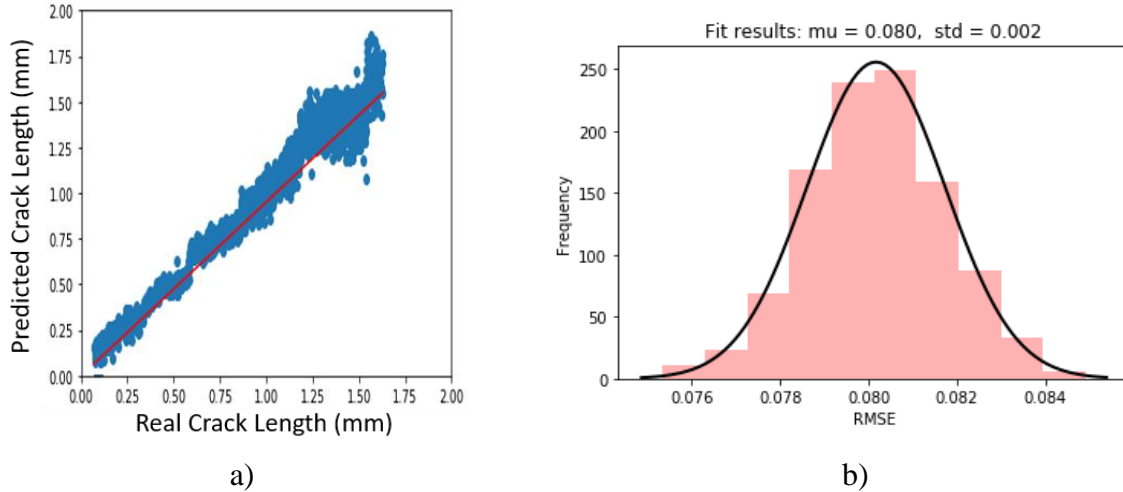 2.00
1.75
1.50
1.25
1.00
0.75
0.50
0.25
0.00
0.00 0.25 0.50 0.75 1.00 1.25 1.50 1.75 2.00
Predicted Crack Length (mm)
Real Crack Length (mm)
a)
Fit results: mu = 0.080, std = 0.002
250
200
150
100
50
0
Frequency
0.076 0.078 0.080 0.082 0.084
RMSE
b)